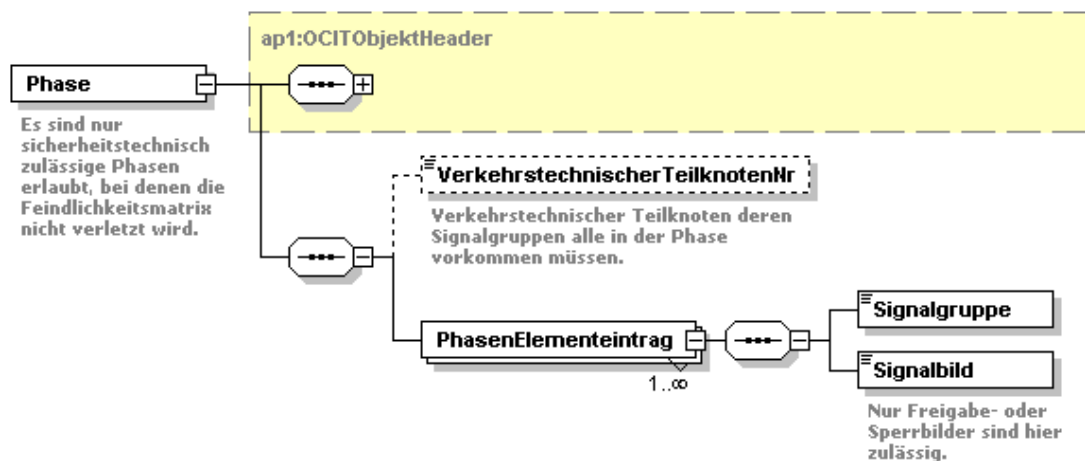 ap1:OCITObjektHeader
Phase
Es sind nur
sicherheitstechnisch
zulässige Phasen
erlaubt, bei denen die
Feindlichkeitsmatrix
nicht verletzt wird.
VerkehrstechnischerTeilknotenNr
Verkehrstechnischer Teilknoten deren
Signalgruppen alle in der Phase
vorkommen müssen.
PhasenElementeintrag
1..∞
Signalgruppe
Signalbild
Nur Freigabe- oder
Sperrbilder sind hier
zulässig.